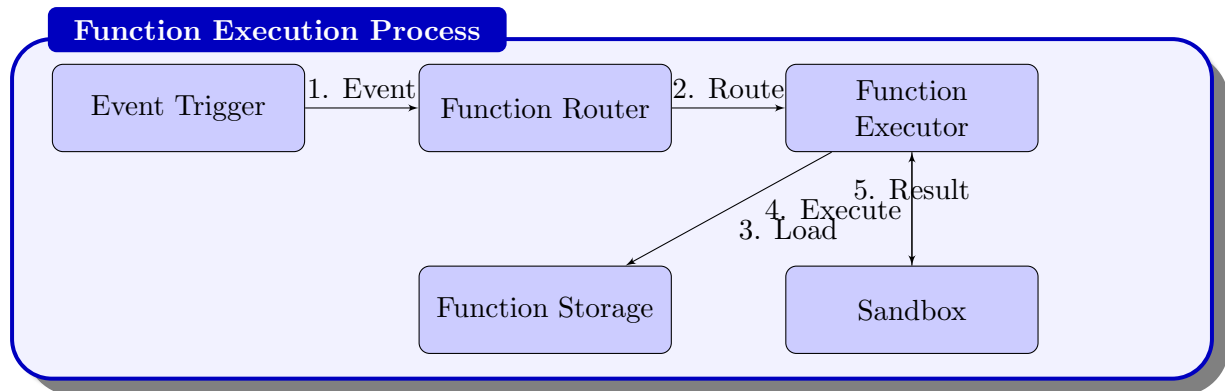 Function Execution Process
Event Trigger
1. Event
Function Router
2. Route
Function
Executor
5. Result
4. Execute
3. Load
Function Storage
Sandbox